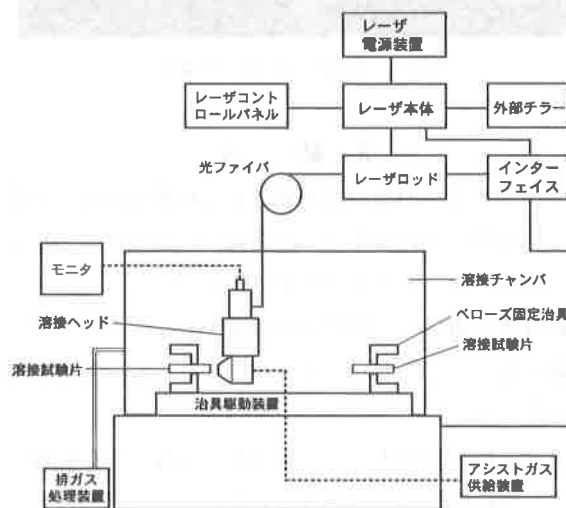 レーザ
電源装置
レーザコント
ロールパネル
レーザ本体
外部チラー
光ファイバ
レーザロッド
インター
フェイス
モニタ
溶接チャンバ
溶接ヘッド
ベローズ固定治具
溶接試験片
溶接試験片
治具駆動装置
排ガス
処理装置
アシストガス
供給装置